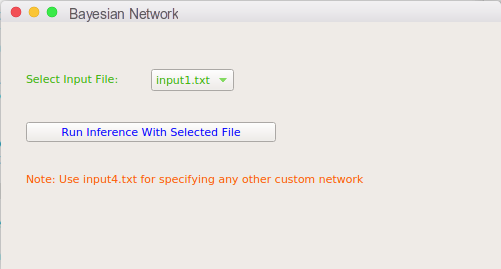 Bayesian Network
Select Input File: input1.txt
Run Inference With Selected File
Note: Use input4.txt for specifying any other custom network